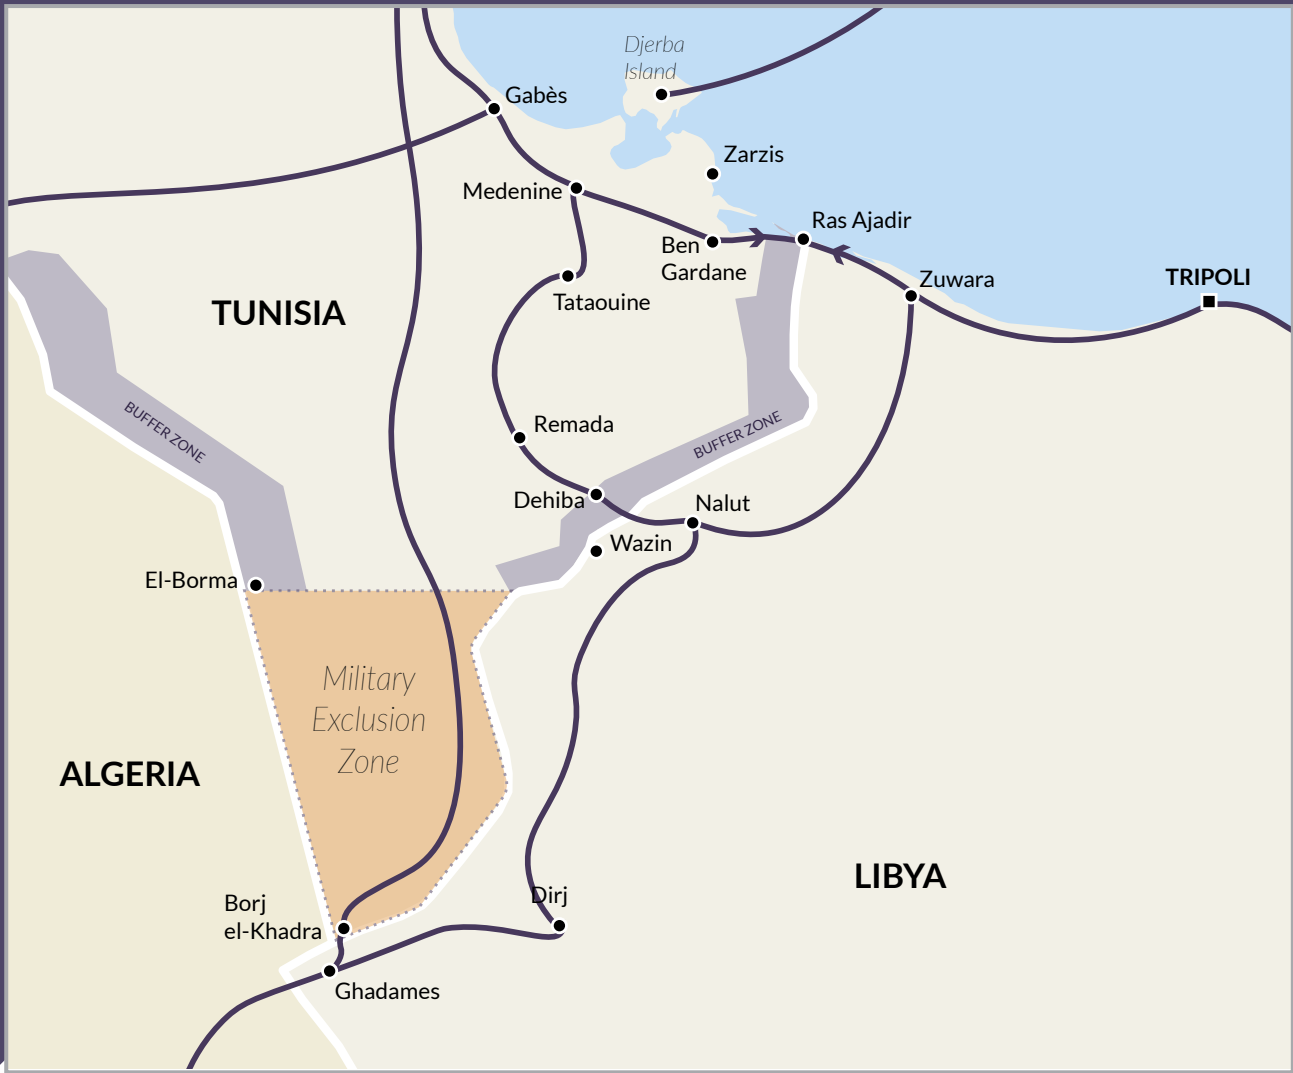 Djerba
Island
Gabès
Zarzis
Medenine
Ras Ajadir
Ben
Gardane
Zuwara
TRIPOLI
Tataouine
TUNISIA
BUFFER ZONE
BUFFER ZONE
Remada
Dehiba
Nalut
Wazin
El-Borma
Military
Exclusion
Zone
ALGERIA
LIBYA
Dirj
Borj
el-Khadra
Ghadames